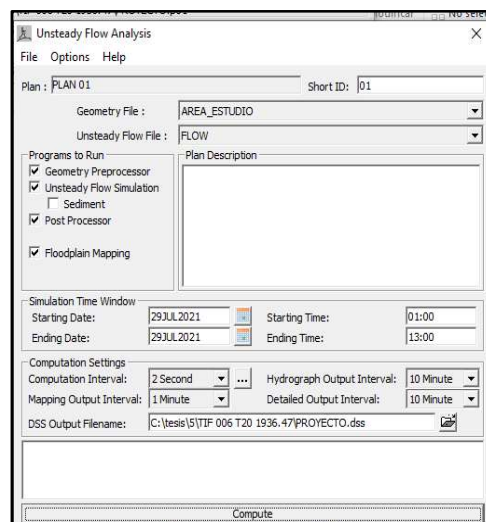 Unsteady Flow Analysis
File Options Help
Plan : PLAN 01 Short ID: 01
Geometry File : AREA_ESTUDIO
Unsteady Flow File : FLOW
Programs to Run Plan Description
Geometry Preprocessor
Unsteady Flow Simulation
Sediment
Post Processor
Floodplain Mapping
Simulation Time Window
Starting Date: 29JUL2021 Starting Time: 01:00
Ending Date: 29JUL2021 Ending Time: 13:00
Computation Settings
Computation Interval: 2 Second ... Hydrograph Output Interval: 10 Minute
Mapping Output Interval: 1 Minute Detailed Output Interval: 10 Minute
DSS Output Filename: C:\tesis\5\TIF 006 T20 1936.47\PROYECTO.dss
Compute